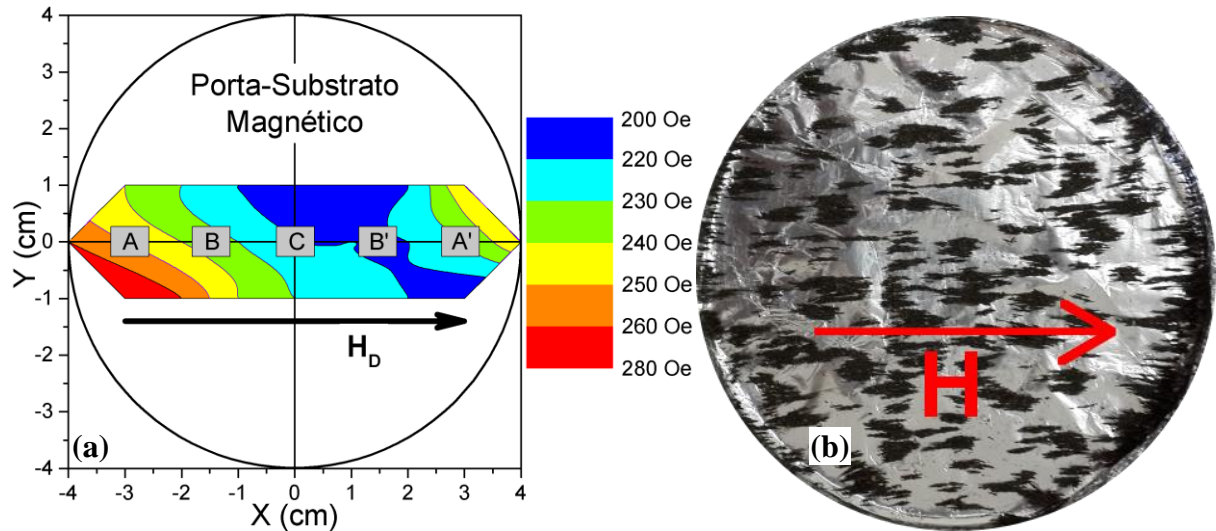 Porta-Substrato
Magnético
Y (cm)
4
3
2
1
0
-1
-2
-3
-4
A
B
C
B'
A'
H_D
(a)
-4 -3 -2 -1 0 1 2 3 4
X (cm)
200 Oe
220 Oe
230 Oe
240 Oe
250 Oe
260 Oe
280 Oe
H
(b)